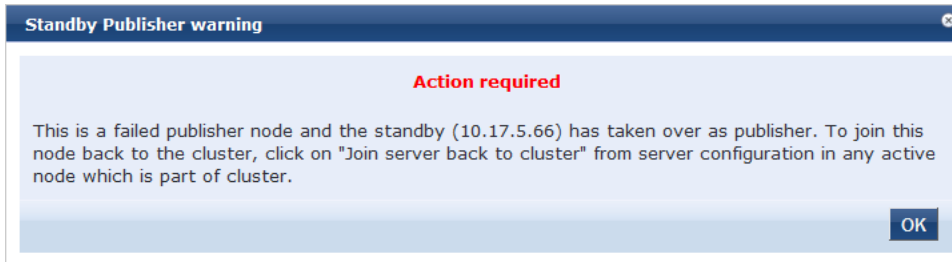 Standby Publisher warning
Action required
This is a failed publisher node and the standby (10.17.5.66) has taken over as publisher. To join this
node back to the cluster, click on "Join server back to cluster" from server configuration in any active
node which is part of cluster.
OK